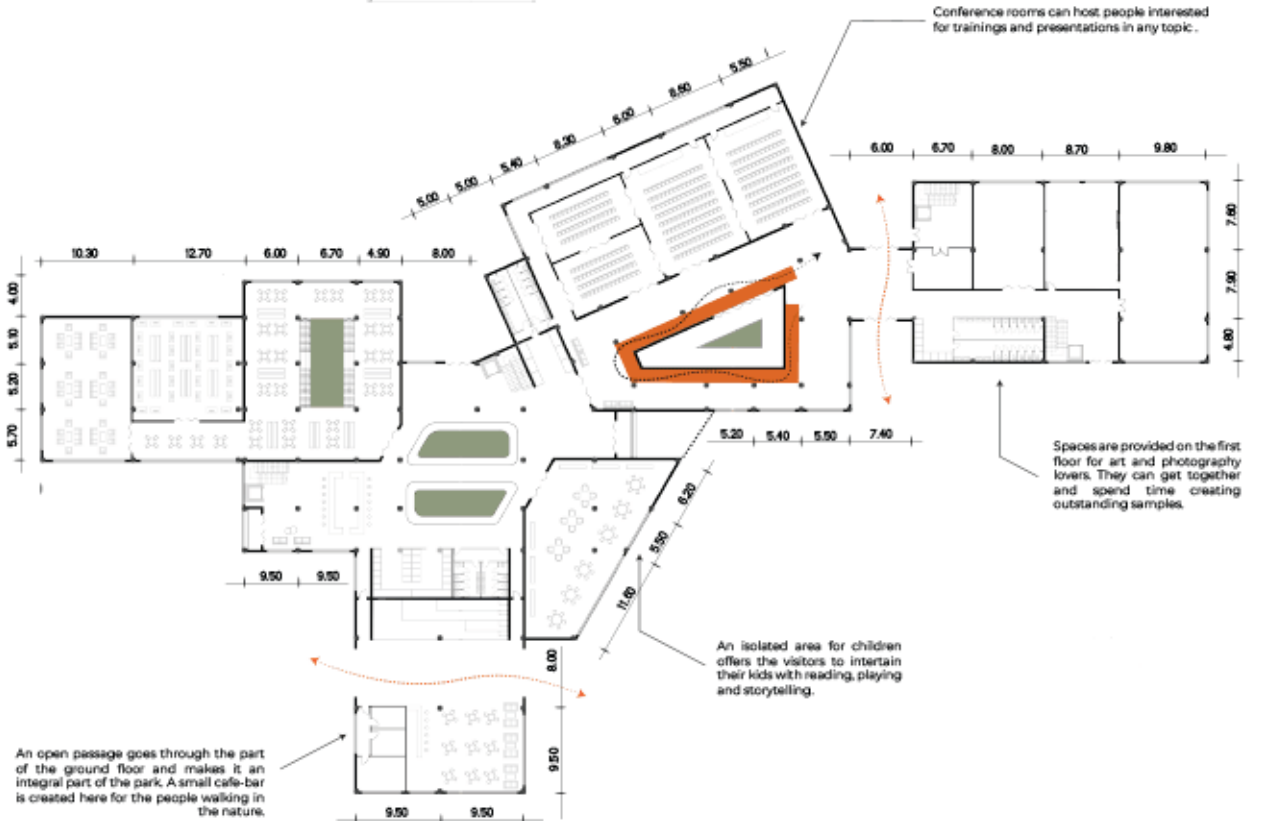 Conference rooms can host people interested
for trainings and presentations in any topic .
5.50
8.60
5.00
8.30
5.40
5.00
5.00
6.00
6.70
8.00
8.70
9.80
7.60
7.90
4.80
10.30
12.70
6.00
6.70
4.90
8.00
4.00
5.10
5.20
5.70
5.20
5.40
5.50
7.40
Spaces are provided on the first
floor for art and photography
lovers. They can get together
and spend time creating
outstanding samples.
6.20
5.50
11.60
9.50
9.50
An isolated area for children
offers the visitors to intertain
their kids with reading, playing
and storytelling.
8.00
9.50
An open passage goes through the part
of the ground floor and makes it an
integral part of the park. A small cafe-bar
is created here for the people walking in
the nature.
9.50
9.50